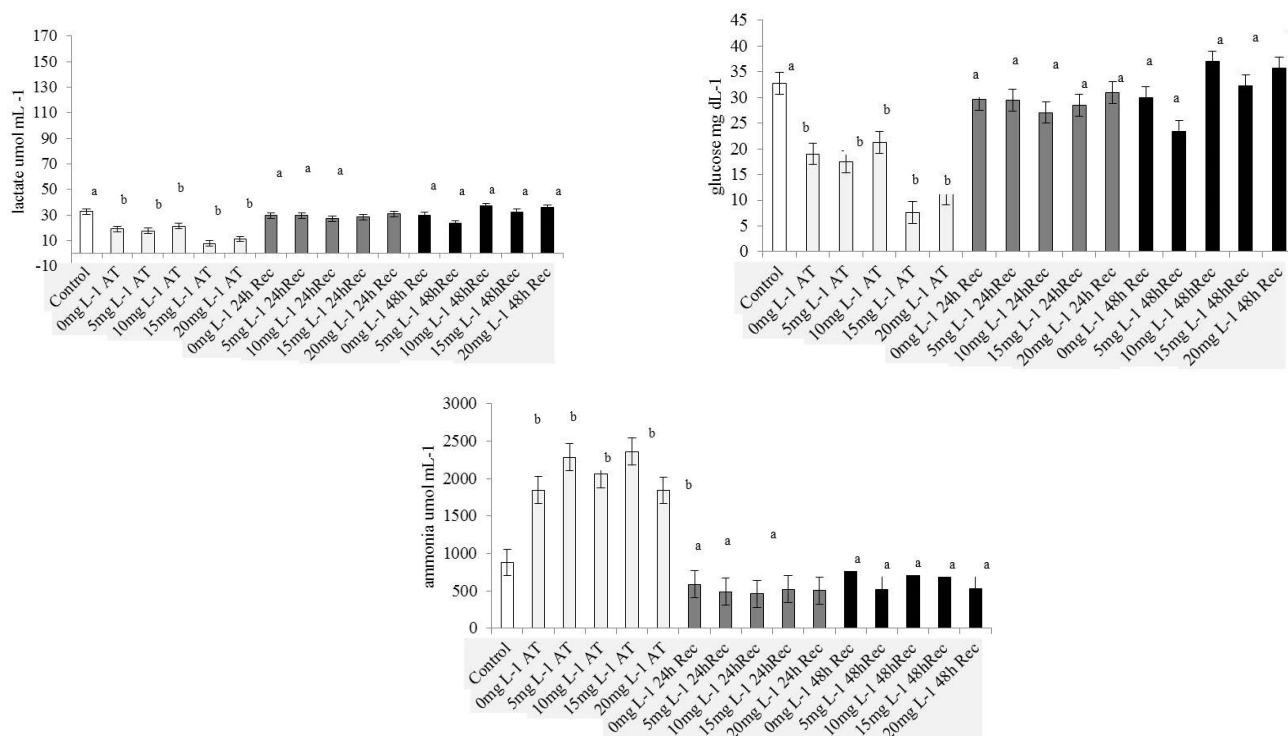 lactate umol mL -1
170
150
130
110
90
70
50
30
10
-10
a
b
b
b
b
b
a
a
a
a
a
a
a
a
Control
0mg L-1 AT
5mg L-1 AT
10mg L-1 AT
15mg L-1 AT
20mg L-1 AT
0mg L-1 24h Rec
5mg L-1 24hRec
10mg L-1 24hRec
15mg L-1 24hRec
20mg L-1 24h Rec
0mg L-1 48h Rec
5mg L-1 48hRec
10mg L-1 48hRec
15mg L-1 48hRec
20mg L-1 48h Rec
glucose mg dL-1
45
40
35
30
25
20
15
10
5
0
a
b
b
b
b
b
a
a
a
a
a
a
a
a
a
a
Control
0mg L-1 AT
5mg L-1 AT
10mg L-1 AT
15mg L-1 AT
20mg L-1 AT
0mg L-1 24h Rec
5mg L-1 24hRec
10mg L-1 24hRec
15mg L-1 24hRec
20mg L-1 24h Rec
0mg L-1 48h Rec
5mg L-1 48hRec
10mg L-1 48hRec
15mg L-1 48hRec
20mg L-1 48h Rec
ammonia umol mL-1
3000
2500
2000
1500
1000
500
0
b
b
b
b
b
a
a
a
a
a
a
a
a
Control
0mg L-1 AT
5mg L-1 AT
10mg L-1 AT
15mg L-1 AT
20mg L-1 AT
0mg L-1 24h Rec
5mg L-1 24hRec
10mg L-1 24hRec
15mg L-1 24hRec
20mg L-1 24h Rec
0mg L-1 48h Rec
5mg L-1 48hRec
10mg L-1 48hRec
15mg L-1 48hRec
20mg L-1 48h Rec